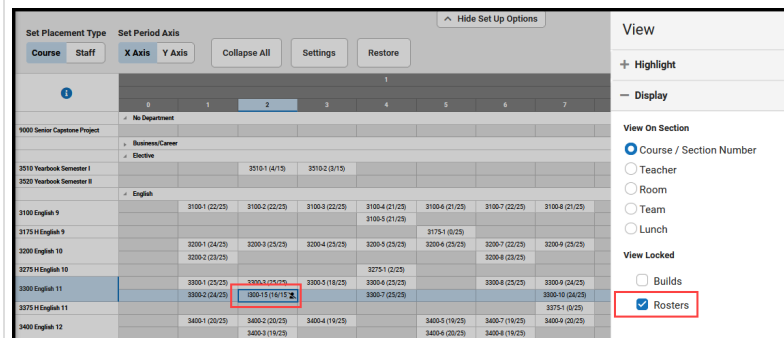 Hide Set Up Options
Set Placement Type Set Period Axis
Course Staff X Axis Y Axis Collapse All Settings Restore
1
0 1 2 3 4 5 6 7
No Department
9000 Senior Capstone Project
Business/Career
Elective
3510 Yearbook Semester I 3510-1 (4/15) 3510-2 (3/15)
3520 Yearbook Semester II
English
3100 English 9 3100-1 (22/25) 3100-2 (22/25) 3100-3 (22/25) 3100-4 (21/25) 3100-6 (21/25) 3100-7 (22/25) 3100-8 (21/25)
3100-5 (21/25)
3175 H English 9 3175-1 (0/25)
3200 English 10 3200-1 (24/25) 3200-3 (25/25) 3200-4 (25/25) 3200-5 (25/25) 3200-6 (25/25) 3200-7 (22/25) 3200-9 (25/25)
3200-2 (23/25) 3200-8 (23/25)
3275 H English 10 3275-1 (2/25)
3300 English 11 3300-1 (25/25) 3300-3 (25/25) 3300-5 (18/25) 3300-6 (25/25) 3300-8 (25/25) 3300-9 (24/25)
3300-2 (24/25) 300-15 (16/15 3300-7 (25/25) 3300-10 (24/25)
3375 H English 11 3375-1 (0/25)
3400 English 12 3400-1 (20/25) 3400-2 (20/25) 3400-4 (19/25) 3400-5 (19/25) 3400-7 (19/25) 3400-9 (20/25)
3400-3 (19/25) 3400-6 (20/25) 3400-8 (19/25)
View
Highlight
Display
View On Section
Course / Section Number
Teacher
Room
Team
Lunch
View Locked
Builds
Rosters